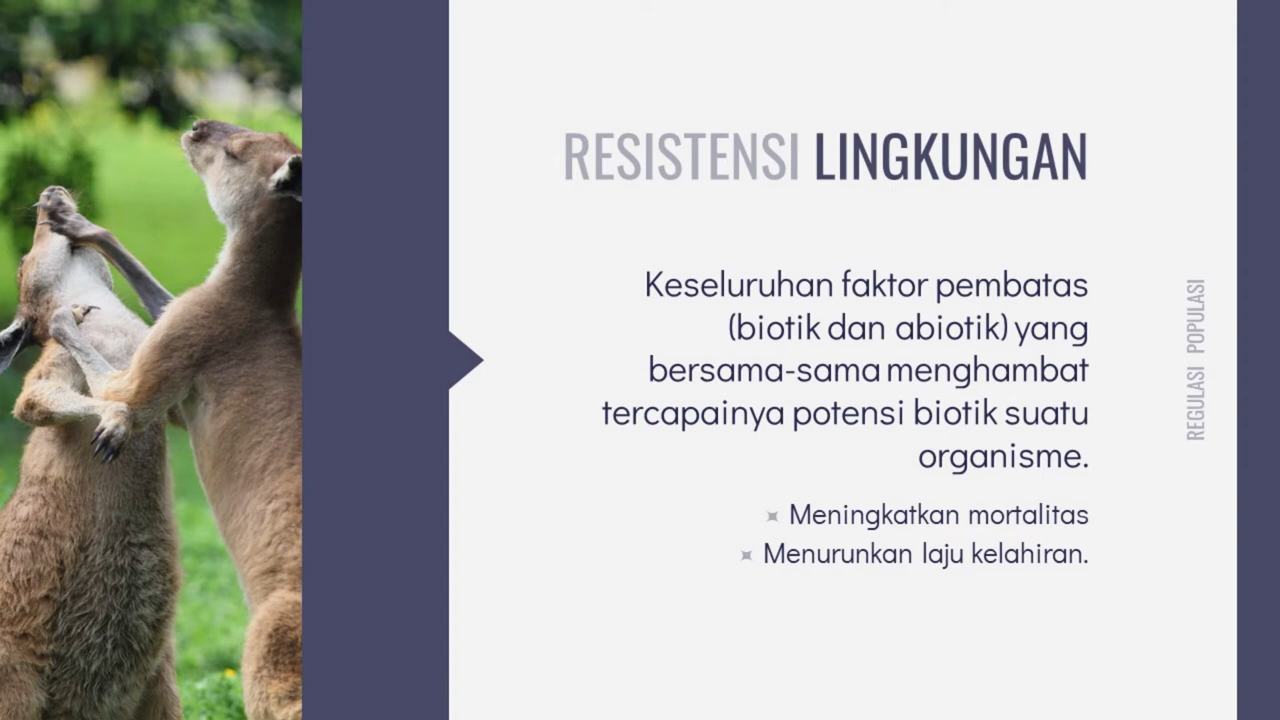 RESISTENSI LINGKUNGAN
Keseluruhan faktor pembatas
(biotik dan abiotik) yang
bersama-sama menghambat
tercapainya potensi biotik suatu
organisme.
Meningkatkan mortalitas
Menurunkan laju kelahiran.
REGULASI POPULASI